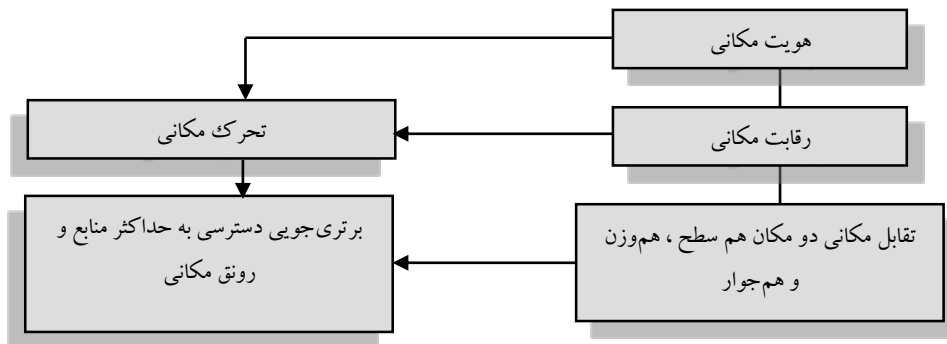 هویت مکانی
تحرک مکانی
رقابت مکانی
برتری‌جویی دسترسی به حداکثر منابع و
رونق مکانی
تقابل مکانی دو مکان هم سطح ، هم‌وزن
و هم‌جوار